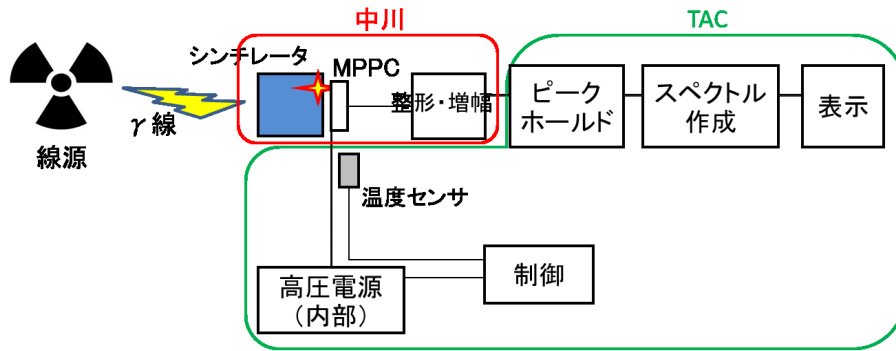 中川
TAC
シンチレータ
MPPC
整形・増幅
ピーク
ホールド
スペクトル
作成
表示
γ線
線源
温度センサ
高圧電源
(内部)
制御